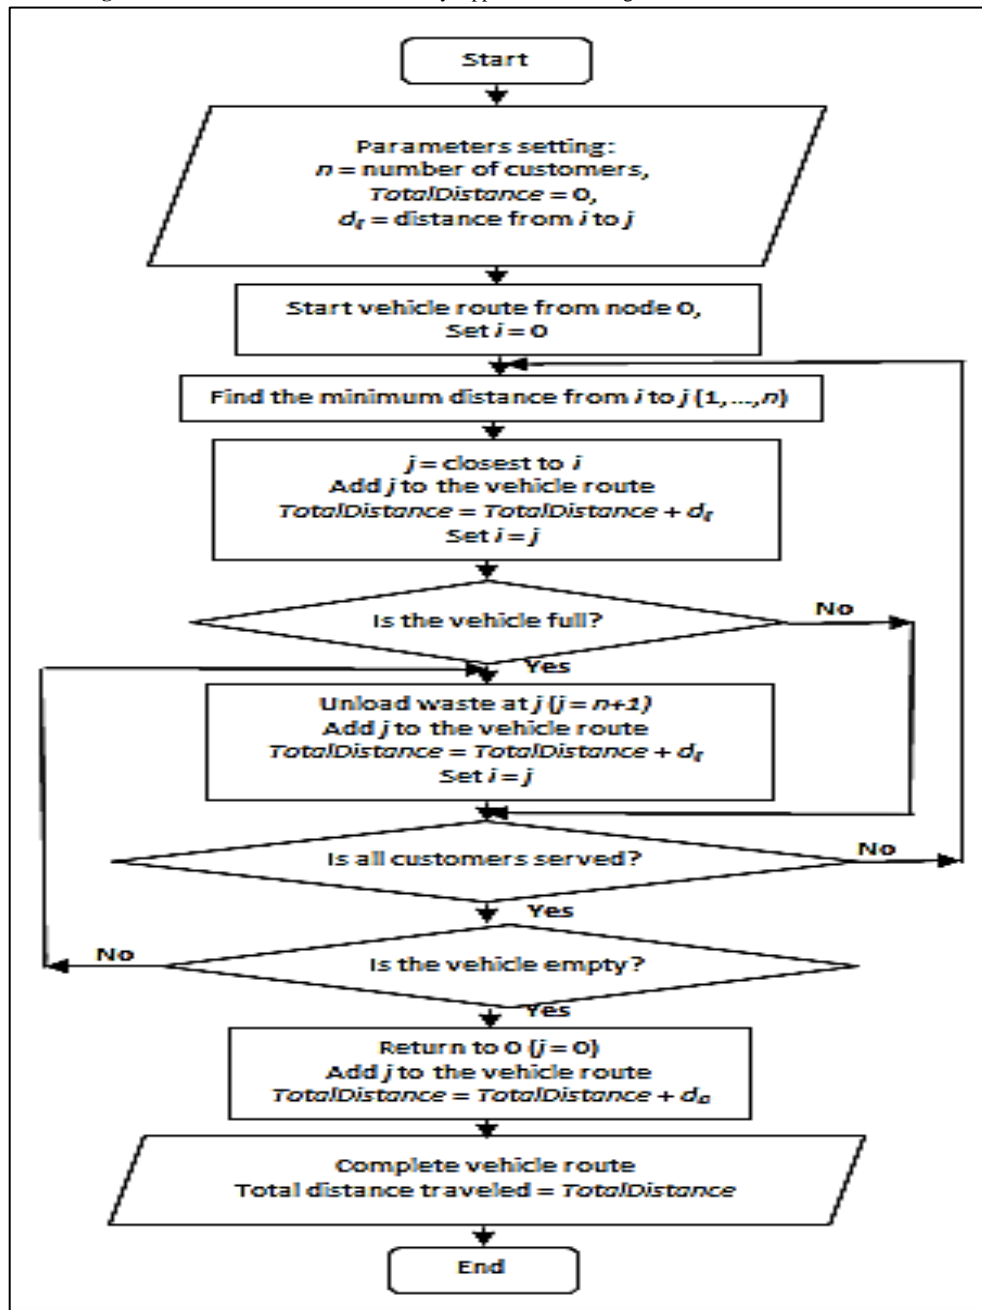 Start
Parameters setting:
n = number of customers,
TotalDistance = 0,
= distance from i to j
Start vehicle route from node 0,
Set i = 0
Find the minimum distance from i to j {1, ...,n}
j = closest to i
Add j to the vehicle route
TotalDistance = TotalDistance +
Set i = j
Is the vehicle full?
No
Yes
Unload waste at j (j = n+1)
Add j to the vehicle route
TotalDistance = TotalDistance +
Set i = j
Is all customers served?
No
Yes
Is the vehicle empty?
No
Yes
Return to 0 (j = 0)
Add j to the vehicle route
TotalDistance = TotalDistance +
Complete vehicle route
Total distance traveled = TotalDistance
End